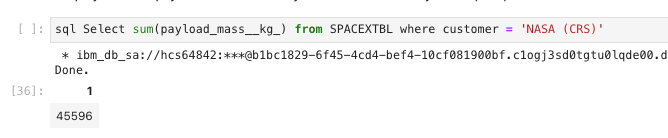 [ ]: sql Select sum(payload_mass__kg_) from SPACEXTBL where customer = 'NASA (CRS)'
* ibm_db_sa://hcs64842:***@b1bc1829-6f45-4cd4-bef4-10cf081900bf.c1ogj3sd0tgtu0lqde00.d
Done.
[36]: 1
45596